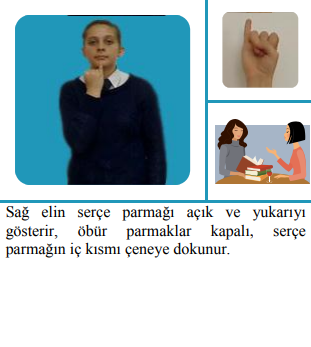 Sağ elin serçe parmağı açık ve yukarıyı
gösterir, öbür parmaklar kapalı, serçe
parmağın iç kısmı çeneye dokunur.